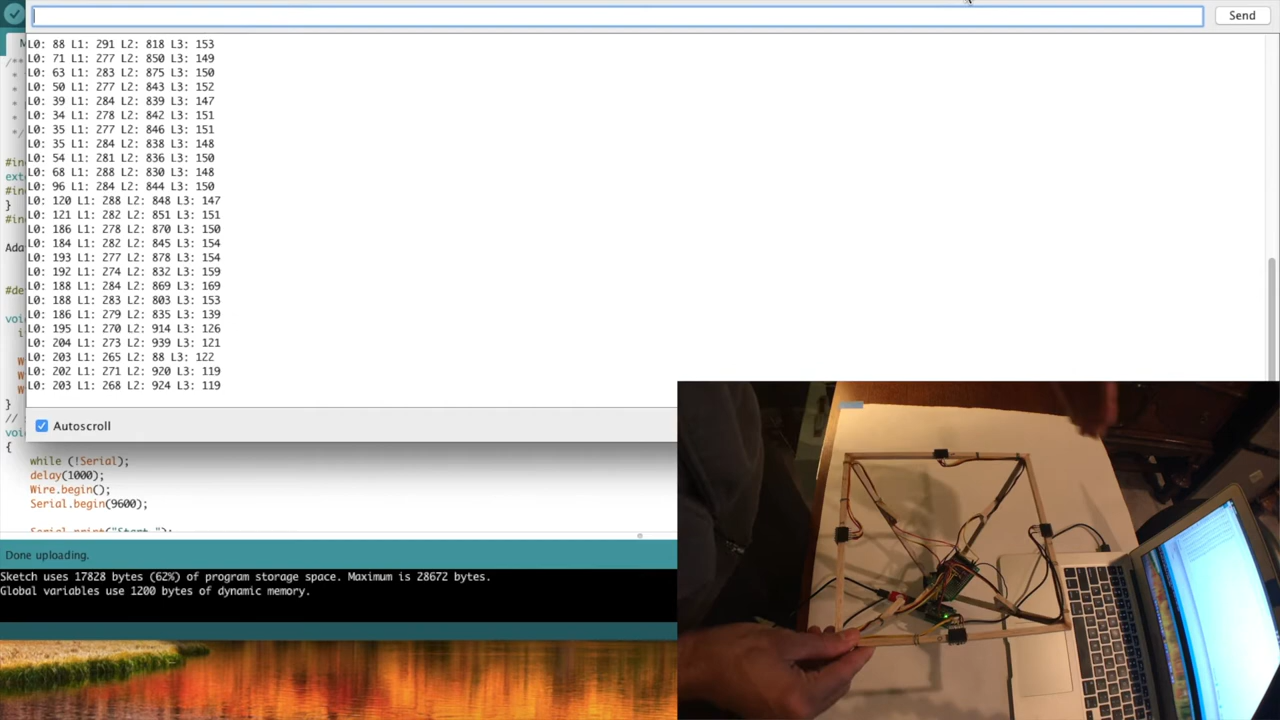 Send
L0: 88 L1: 291 L2: 818 L3: 153
L0: 71 L1: 277 L2: 850 L3: 149
L0: 63 L1: 283 L2: 875 L3: 150
L0: 50 L1: 277 L2: 843 L3: 152
L0: 39 L1: 284 L2: 839 L3: 147
L0: 34 L1: 278 L2: 842 L3: 151
L0: 35 L1: 277 L2: 846 L3: 151
L0: 35 L1: 284 L2: 838 L3: 148
L0: 54 L1: 281 L2: 836 L3: 150
L0: 68 L1: 288 L2: 830 L3: 148
L0: 96 L1: 284 L2: 844 L3: 150
L0: 120 L1: 288 L2: 848 L3: 147
L0: 121 L1: 282 L2: 851 L3: 151
L0: 186 L1: 278 L2: 870 L3: 150
L0: 184 L1: 282 L2: 845 L3: 154
L0: 193 L1: 277 L2: 878 L3: 154
L0: 192 L1: 274 L2: 832 L3: 159
L0: 188 L1: 284 L2: 869 L3: 169
L0: 188 L1: 283 L2: 803 L3: 153
L0: 186 L1: 279 L2: 835 L3: 139
L0: 195 L1: 270 L2: 914 L3: 126
L0: 204 L1: 273 L2: 939 L3: 121
L0: 203 L1: 265 L2: 88 L3: 122
L0: 202 L1: 271 L2: 920 L3: 119
L0: 203 L1: 268 L2: 924 L3: 119
Autoscroll
M
/**
*
*
*
*
*/
#in
ext
#in
}
#in
Ada
#de
voi
i
W
W
W
}
//
voi
{
while (!Serial);
delay(1000);
Wire.begin();
Serial.begin(9600);
Serial.print("Start
Done uploading.
Sketch uses 17828 bytes (62%) of program storage space. Maximum is 28672 bytes.
Global variables use 1200 bytes of dynamic memory.